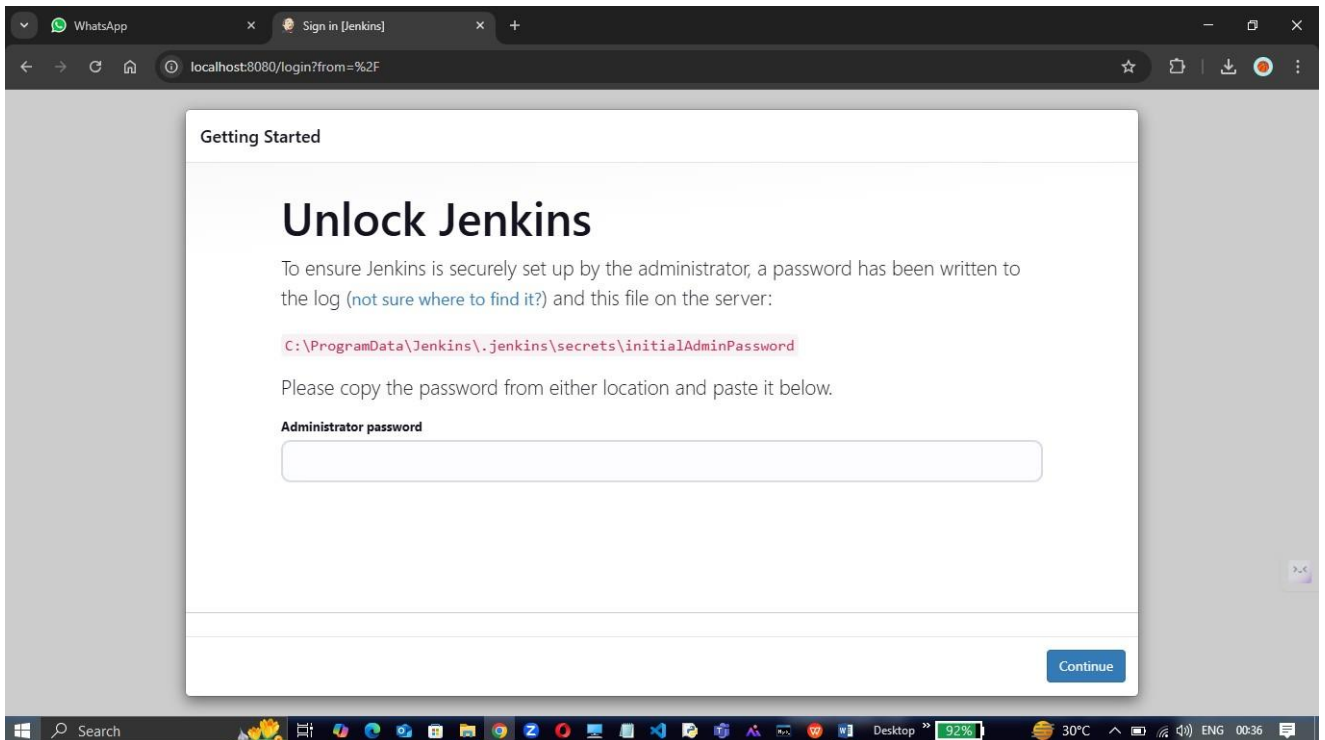 WhatsApp
Sign in [Jenkins]
localhost:8080/login?from=%2F
Getting Started
Unlock Jenkins
To ensure Jenkins is securely set up by the administrator, a password has been written to
the log (not sure where to find it?) and this file on the server:
C:\ProgramData\Jenkins\.jenkins\secrets\initialAdminPassword
Please copy the password from either location and paste it below.
Administrator password
Continue
Search
Desktop
92%
30°C
ENG
00:36